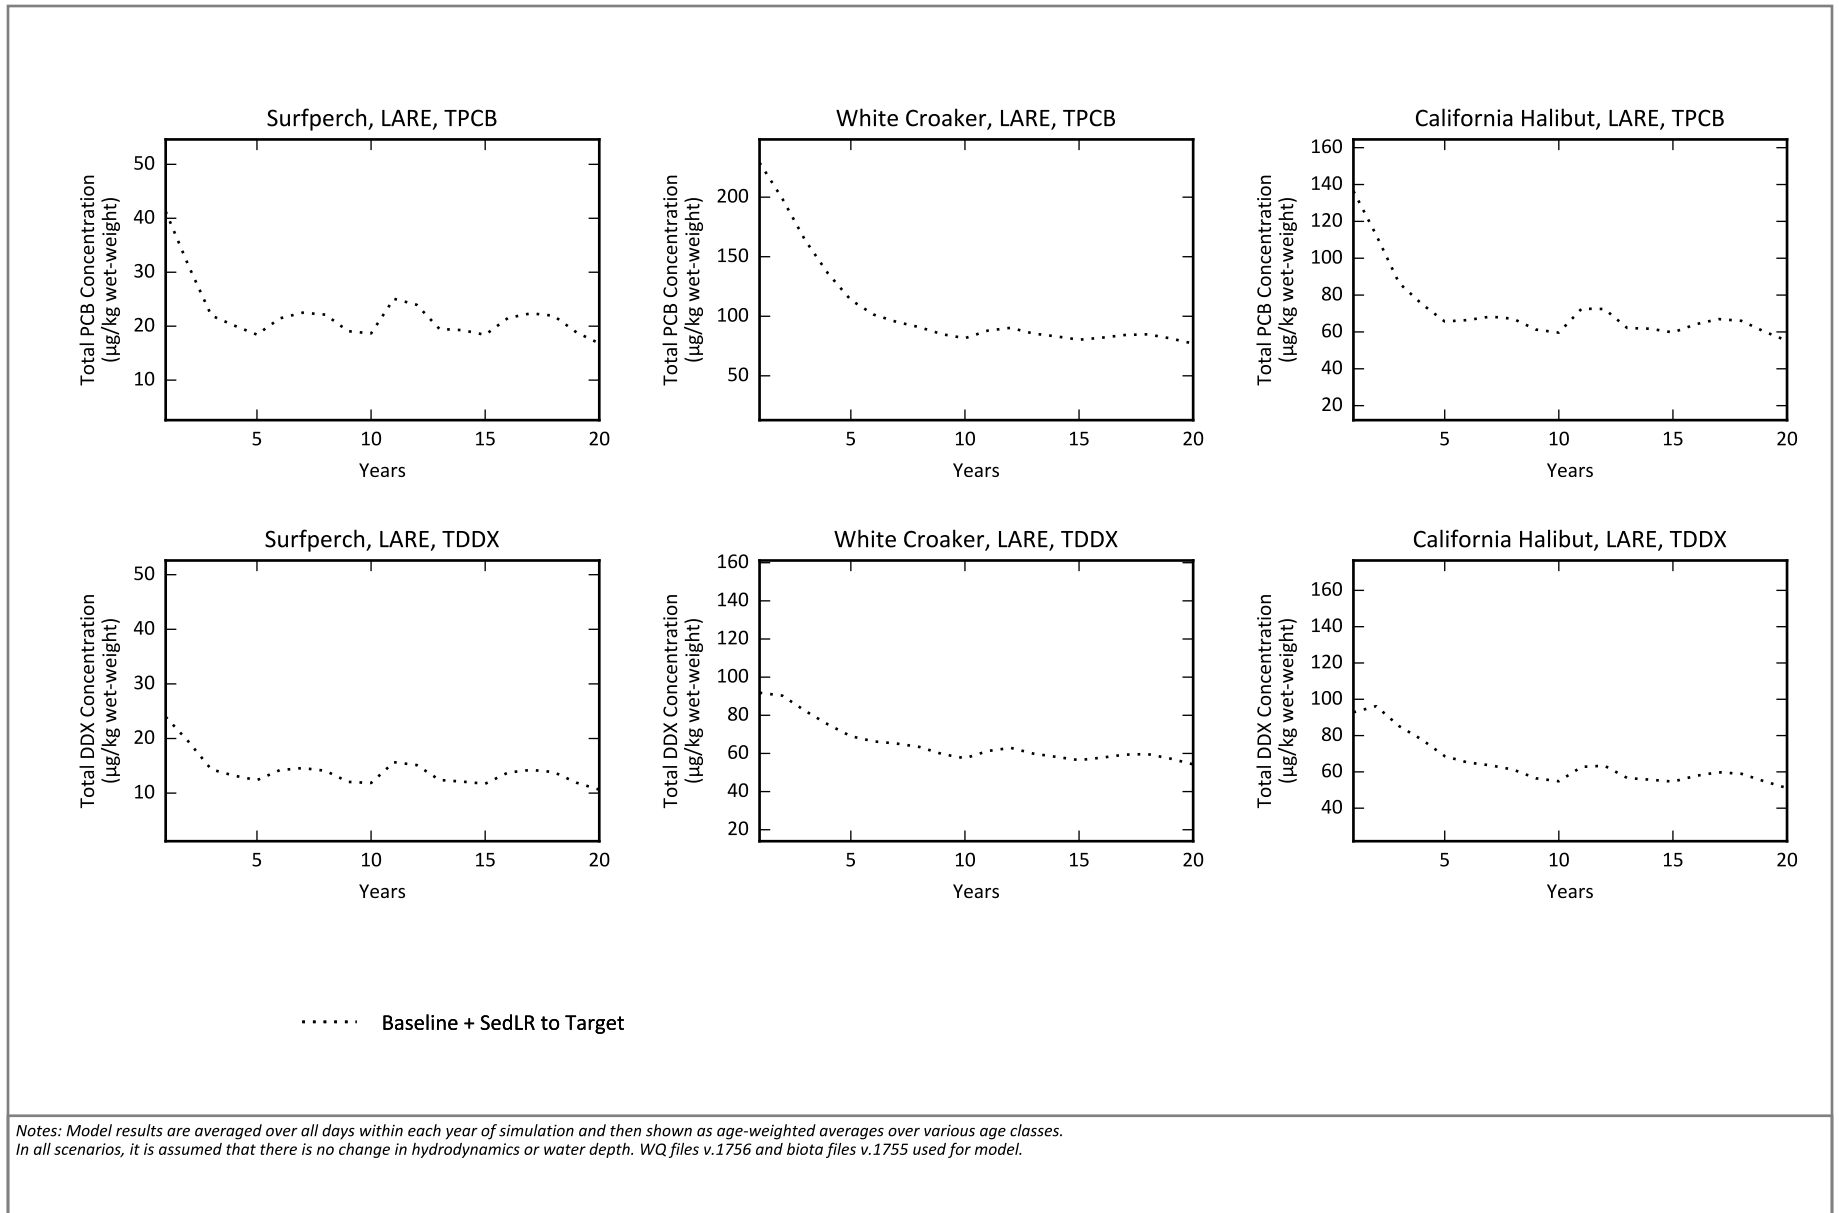 Surfperch, LARE, TPCB
Total PCB Concentration
(µg/kg wet-weight)
50
40
30
20
10
5 10 15 20
Years
White Croaker, LARE, TPCB
Total PCB Concentration
(µg/kg wet-weight)
200
150
100
50
5 10 15 20
Years
California Halibut, LARE, TPCB
Total PCB Concentration
(µg/kg wet-weight)
160
140
120
100
80
60
40
20
5 10 15 20
Years
Surfperch, LARE, TDDX
Total DDX Concentration
(µg/kg wet-weight)
50
40
30
20
10
5 10 15 20
Years
White Croaker, LARE, TDDX
Total DDX Concentration
(µg/kg wet-weight)
160
140
120
100
80
60
40
20
5 10 15 20
Years
California Halibut, LARE, TDDX
Total DDX Concentration
(µg/kg wet-weight)
160
140
120
100
80
60
40
5 10 15 20
Years
Baseline + SedLR to Target
Notes: Model results are averaged over all days within each year of simulation and then shown as age-weighted averages over various age classes.
In all scenarios, it is assumed that there is no change in hydrodynamics or water depth. WQ files v.1756 and biota files v.1755 used for model.